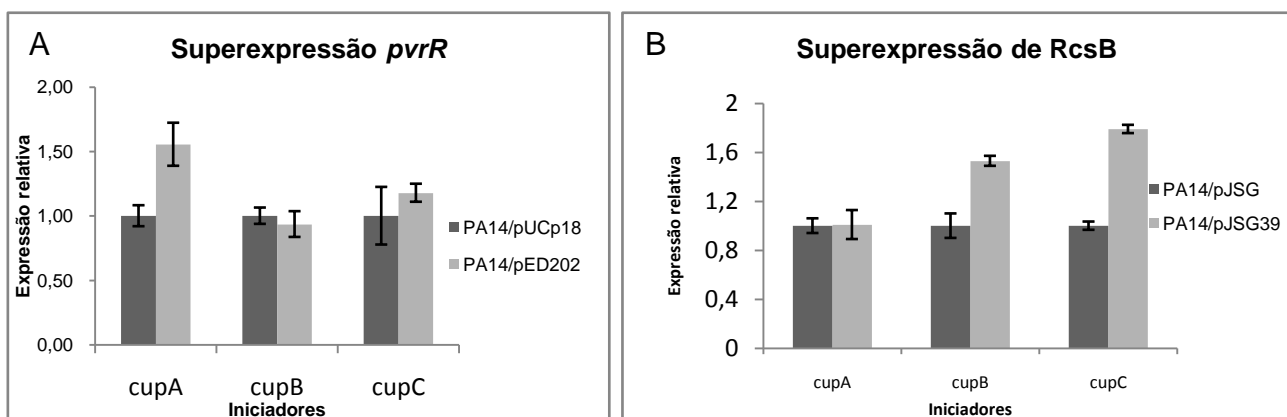 A
Superexpressão pvrR
2,00
1,50
1,00
0,50
0,00
Expressão relativa
cupA
cupB
cupC
Iniciadores
PA14/pUCp18
PA14/pED202
B
Superexpressão de RcsB
2
1,6
1,2
0,8
0,4
0
Expressão relativa
cupA
cupB
cupC
Iniciadores
PA14/pJSG
PA14/pJSG39